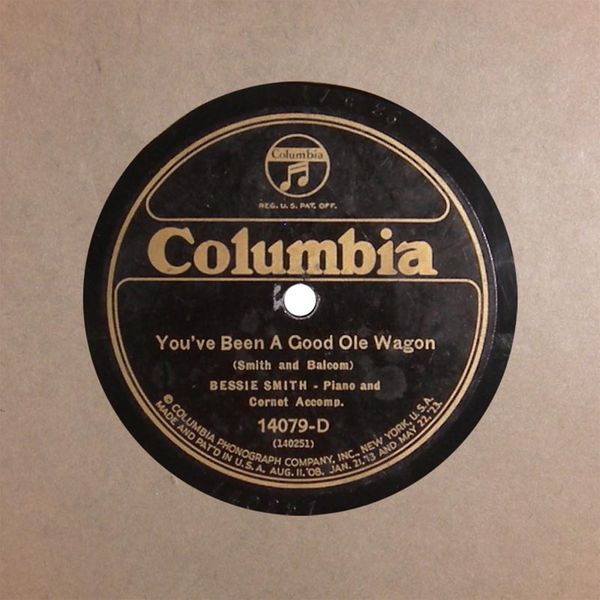 Columbia
REG. U. S. PAT. OFF.
Columbia
You've Been A Good Ole Wagon
(Smith and Balcom)
BESSIE SMITH - Piano and
Cornet Accomp.
14079-D
(140251)
© COLUMBIA PHONOGRAPH COMPANY, INC., NEW YORK, U.S.A.
MADE AND PAT'D IN U.S.A. AUG. 11, '08. JAN. 21, '13 AND MAY 22, '23.